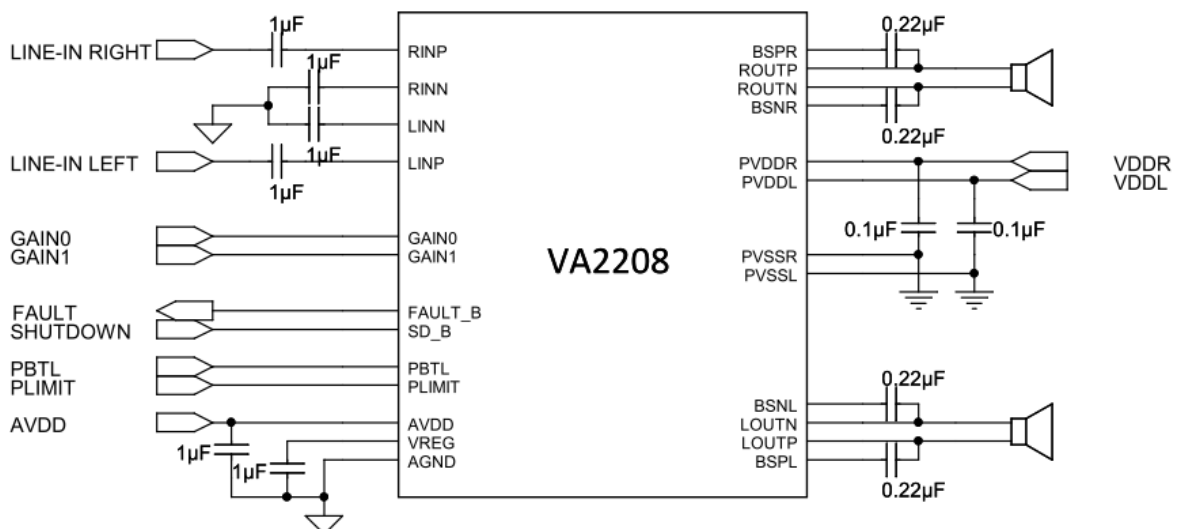 1µF
0.22µF
LINE-IN RIGHT
RINP
BSPR
1µF
ROUTP
RINN
ROUTN
BSNR
LINN
0.22µF
1µF
LINE-IN LEFT
LINP
PVDDR
VDDR
1µF
PVDDL
VDDL
GAIN0
GAIN0
0.1µF
0.1µF
GAIN1
GAIN1
VA2208
PVSSR
PVSSL
FAULT
FAULT_B
SHUTDOWN
SD_B
PBTL
PBTL
PLIMIT
PLIMIT
0.22µF
BSNL
AVDD
AVDD
LOUTN
1µF
VREG
LOUTP
1µF
AGND
BSPL
0.22µF